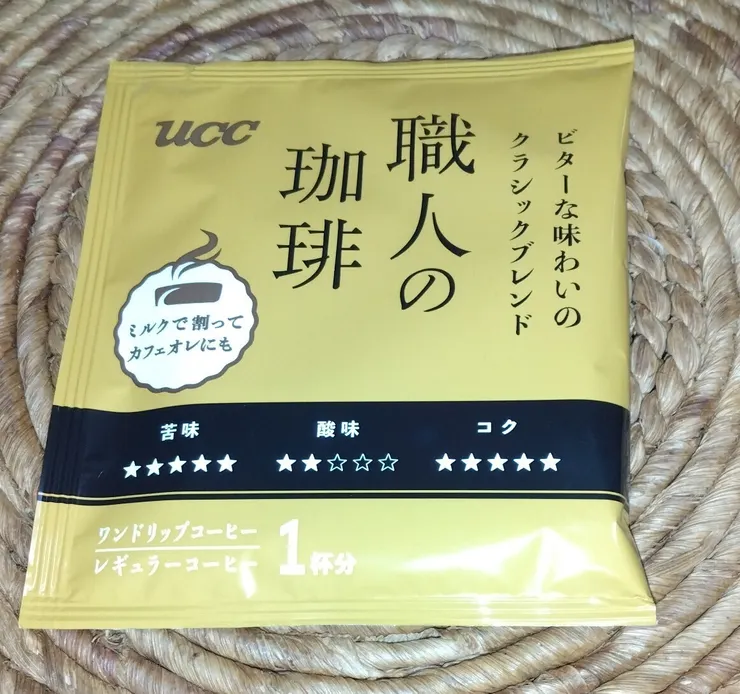 ucc
ビターな味わいの
クラシックブレンド
職人の
珈琲
ミルクで割って
カフェオレにも
苦味 酸味 コク
★★★★★ ★★☆☆☆ ★★★★★
ワンドリップコーヒー
レギュラーコーヒー
1杯分